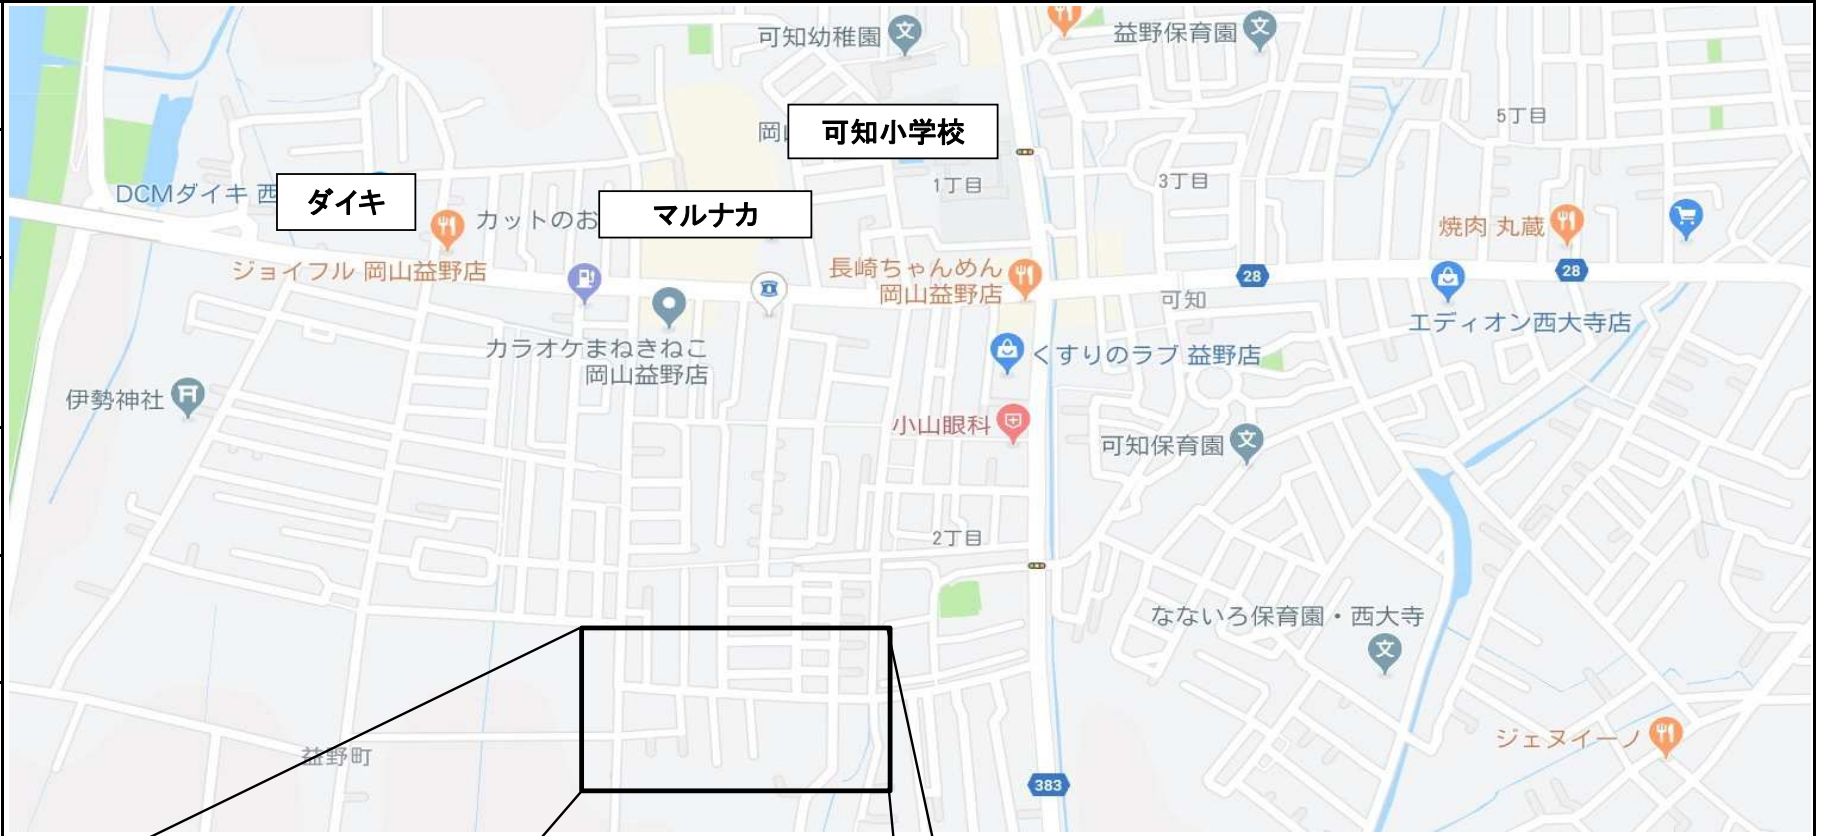 可知幼稚園
文
益野保育園
文
可知小学校
岡
5丁目
1丁目
3丁目
DCMダイキ 西
ダイキ
カットのお
マルナカ
焼肉 丸蔵
ジョイフル 岡山益野店
長崎ちゃんめん
岡山益野店
28
28
可知
エディオン西大寺店
カラオケまねきねこ
岡山益野店
くすりのラブ 益野店
伊勢神社
小山眼科
可知保育園
文
2丁目
なないろ保育園・西大寺
文
ジェヌイーノ
益野町
383